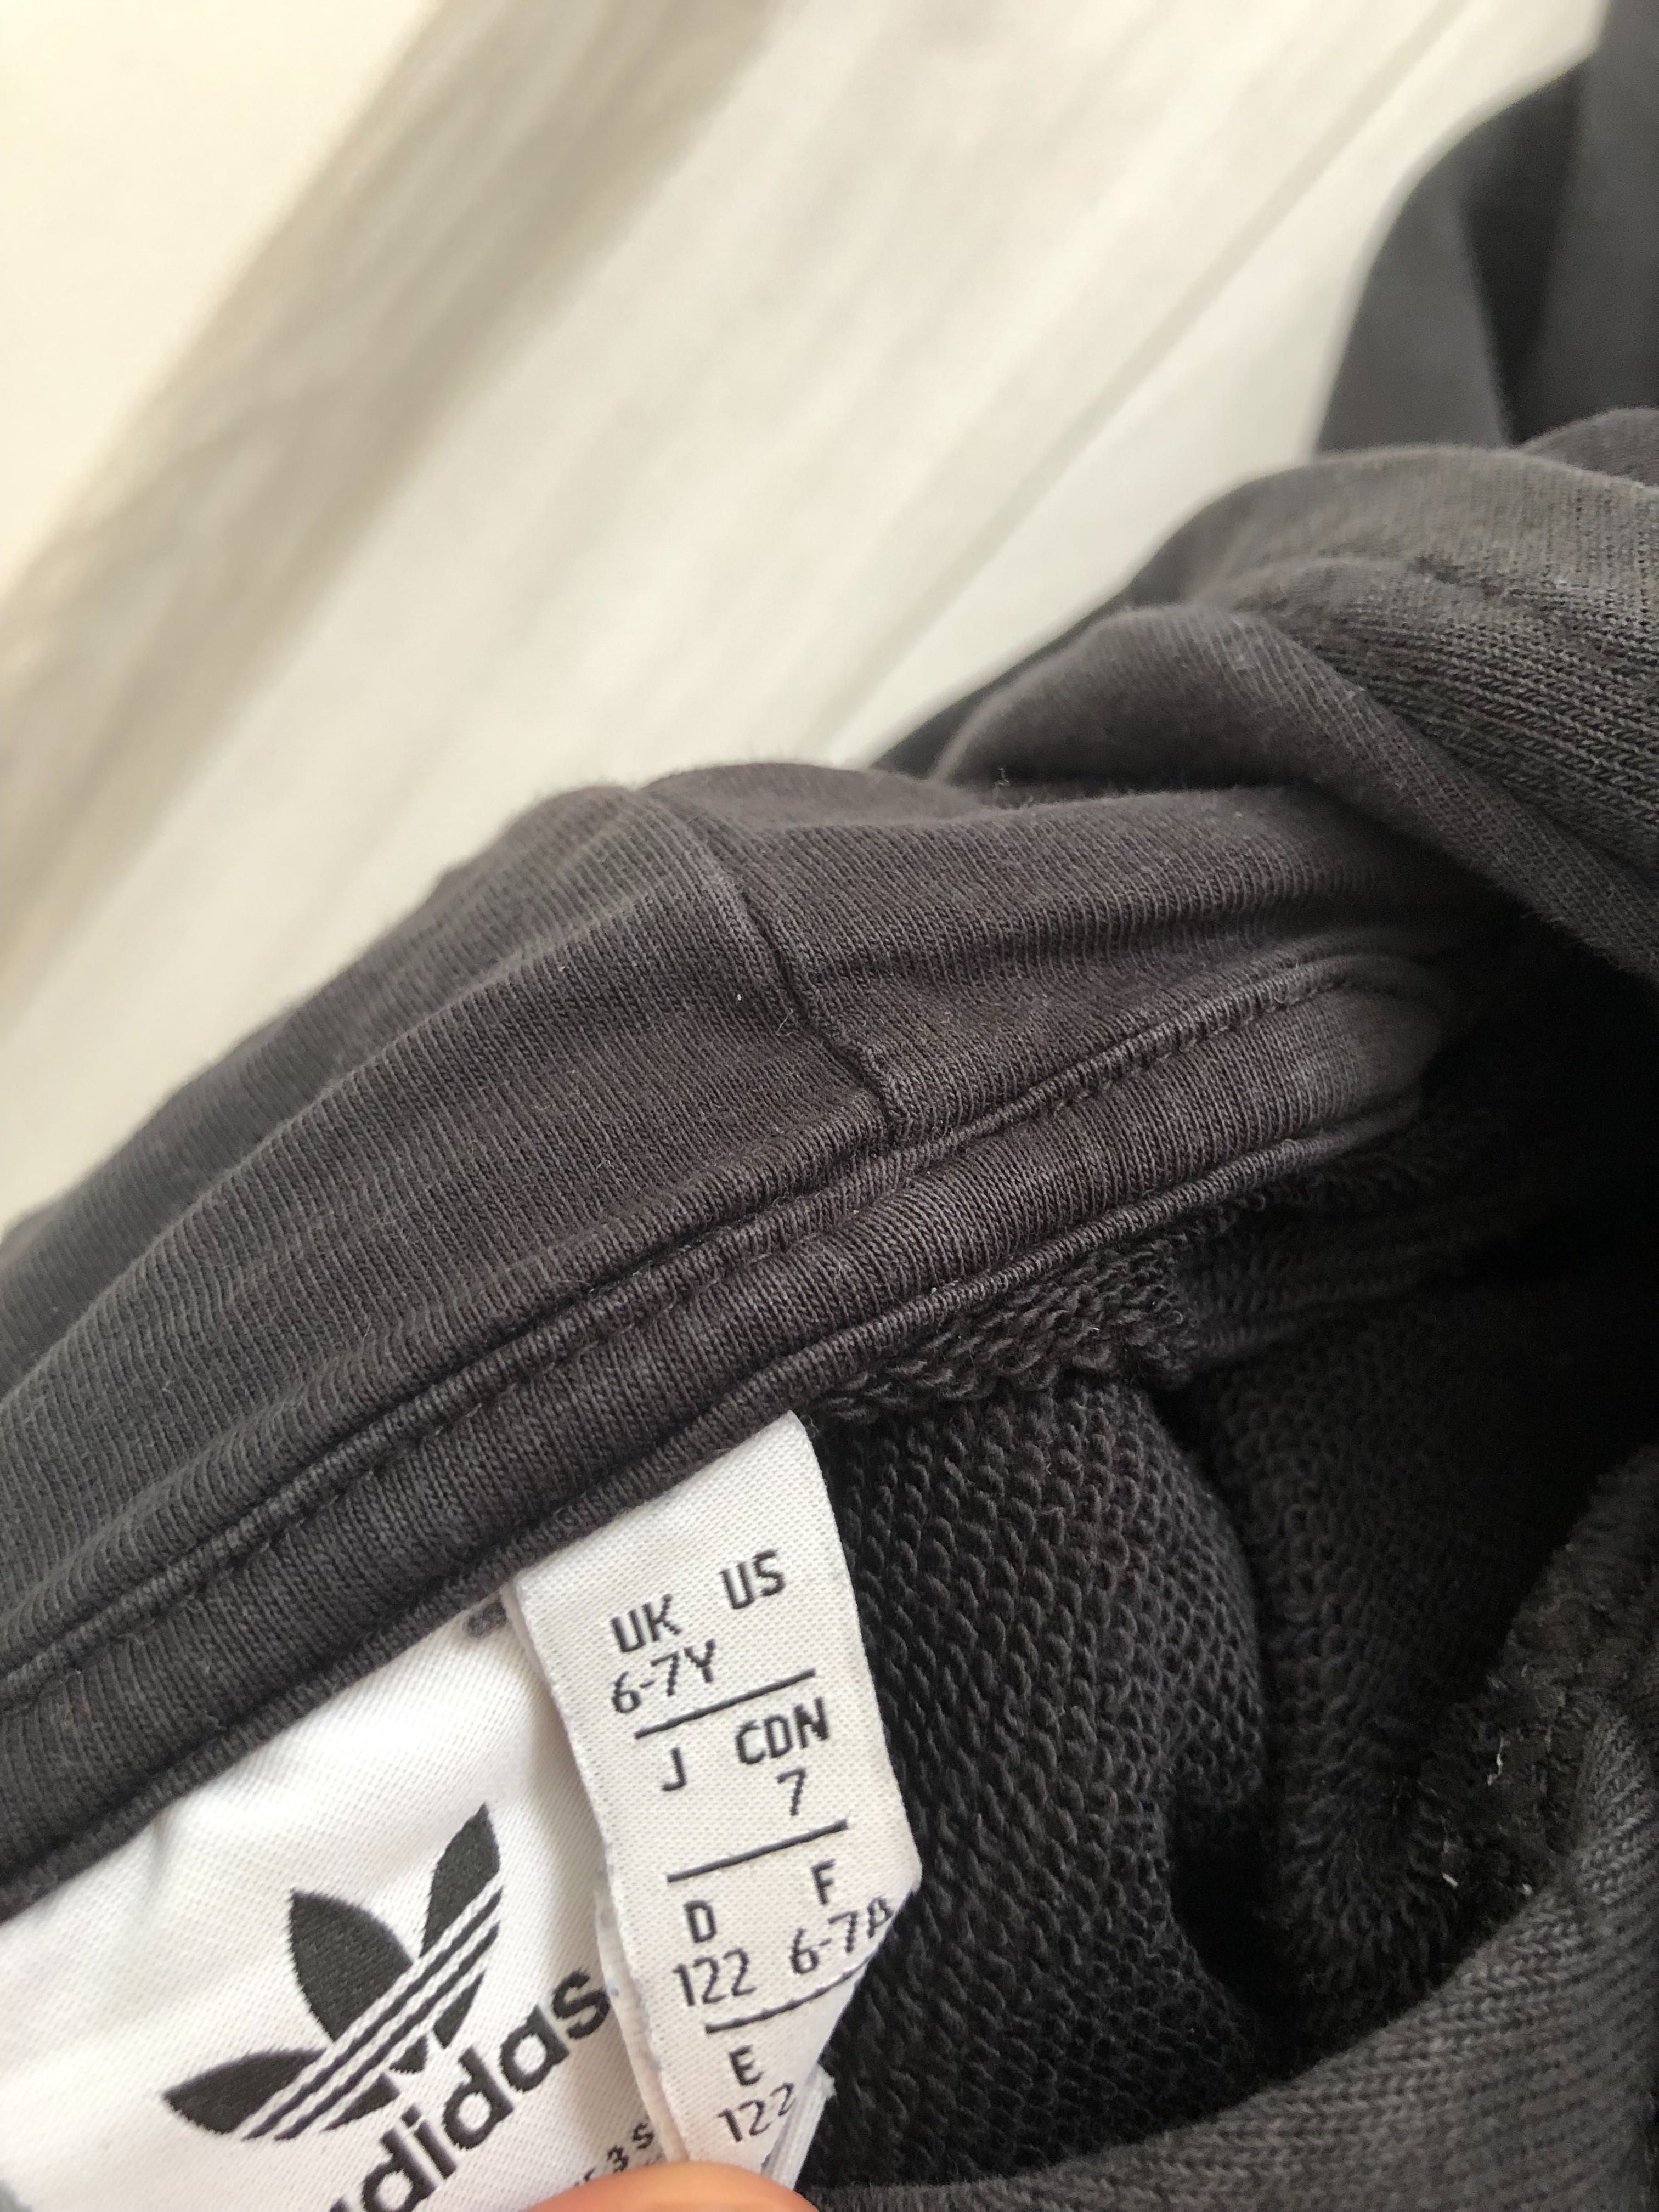 UK US
6-7Y
J CDN
7
D F
122 6-7A
E
122
adidas